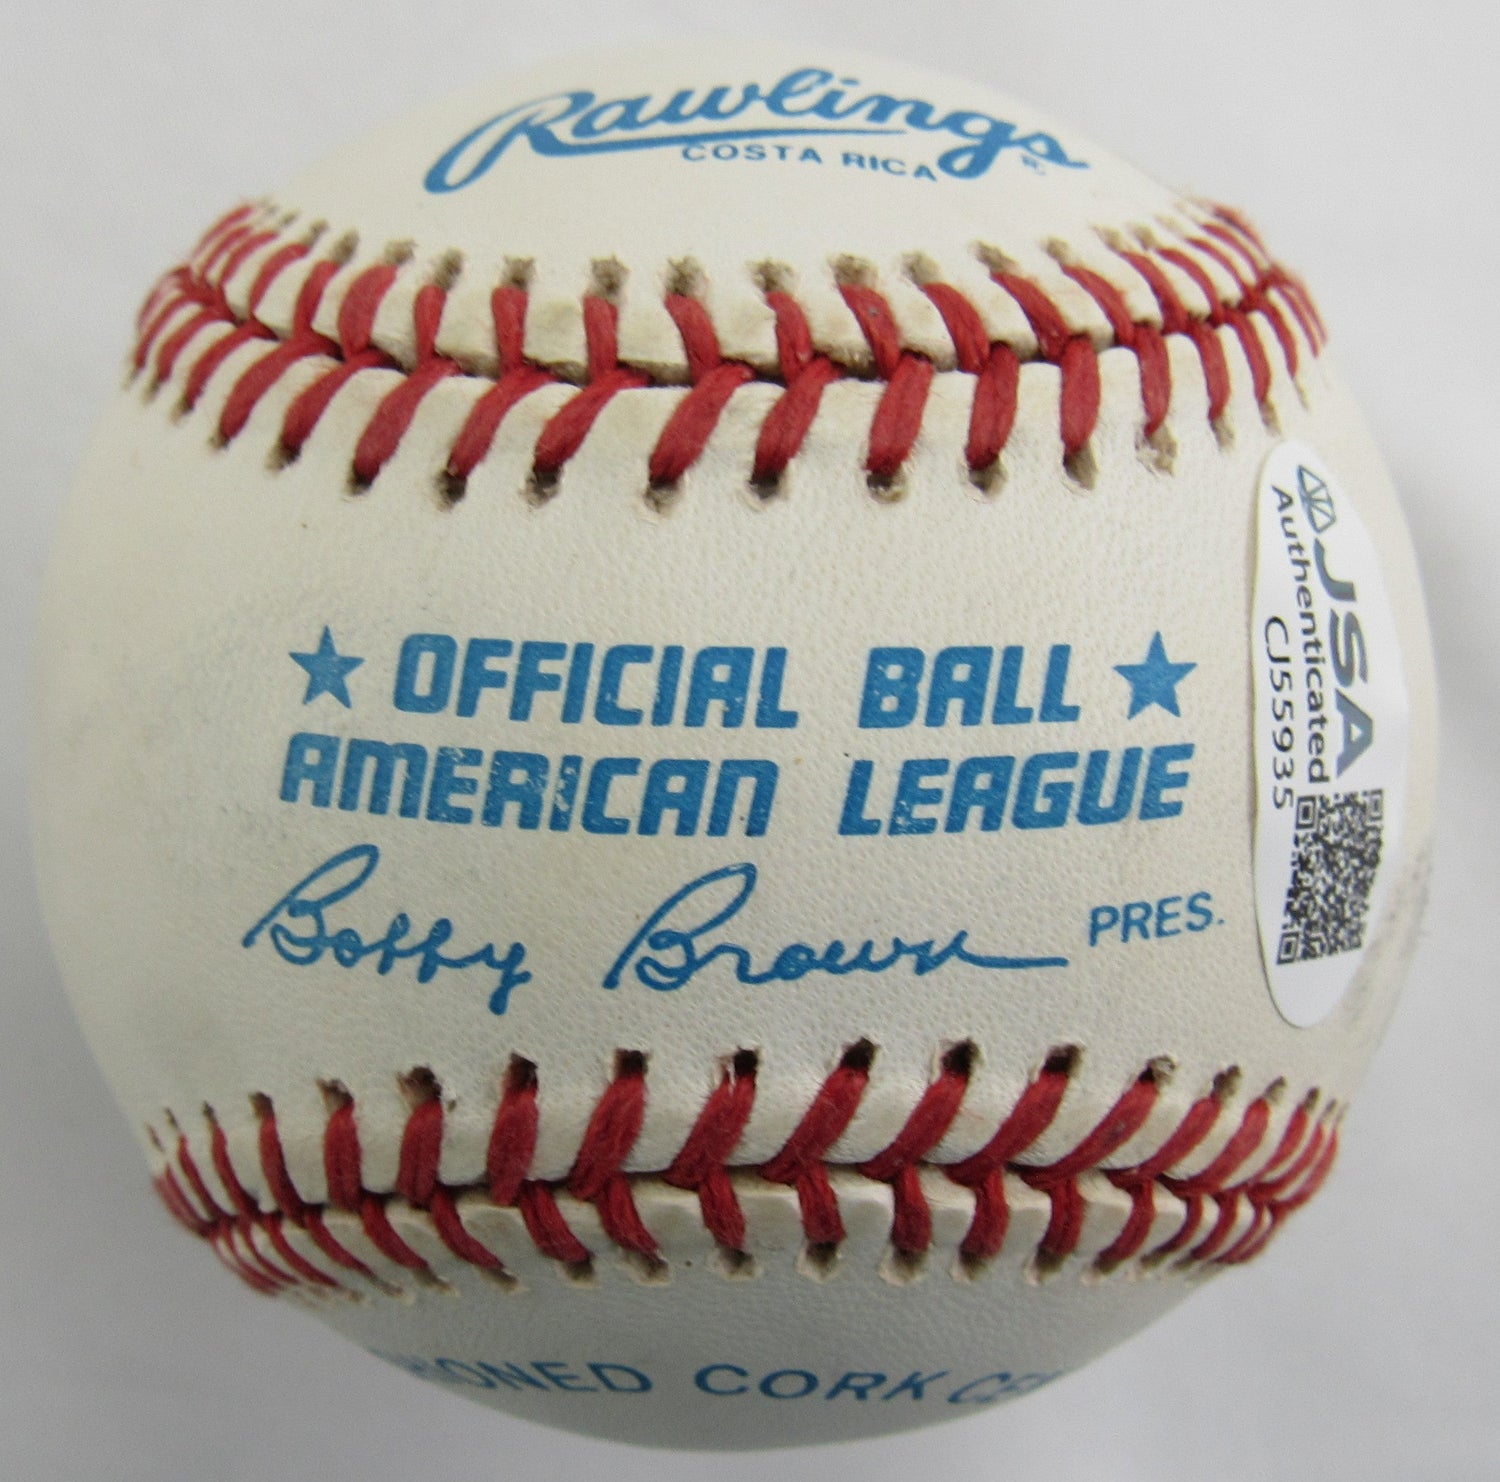 Rawlings
COSTA RICA
OFFICIAL BALL
AMERICAN LEAGUE
Bobby Brown PRES.
CORK
JSA
Authenticated
CJ55935